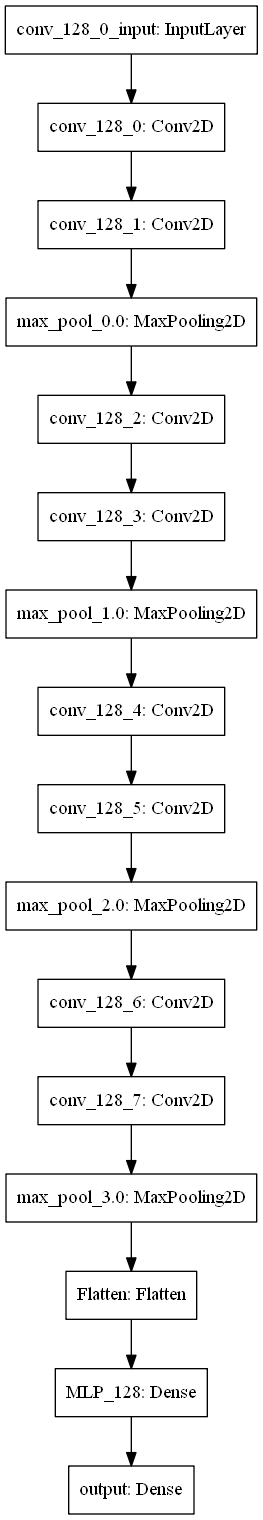 conv_128_0_input: InputLayer
conv_128_0: Conv2D
conv_128_1: Conv2D
max_pool_0.0: MaxPooling2D
conv_128_2: Conv2D
conv_128_3: Conv2D
max_pool_1.0: MaxPooling2D
conv_128_4: Conv2D
conv_128_5: Conv2D
max_pool_2.0: MaxPooling2D
conv_128_6: Conv2D
conv_128_7: Conv2D
max_pool_3.0: MaxPooling2D
Flatten: Flatten
MLP_128: Dense
output: Dense